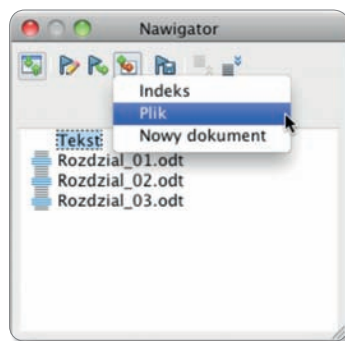 Nawigator
Indeks
Plik
Nowy dokument
Tekst
Rozdzial_01.odt
Rozdzial_02.odt
Rozdzial_03.odt